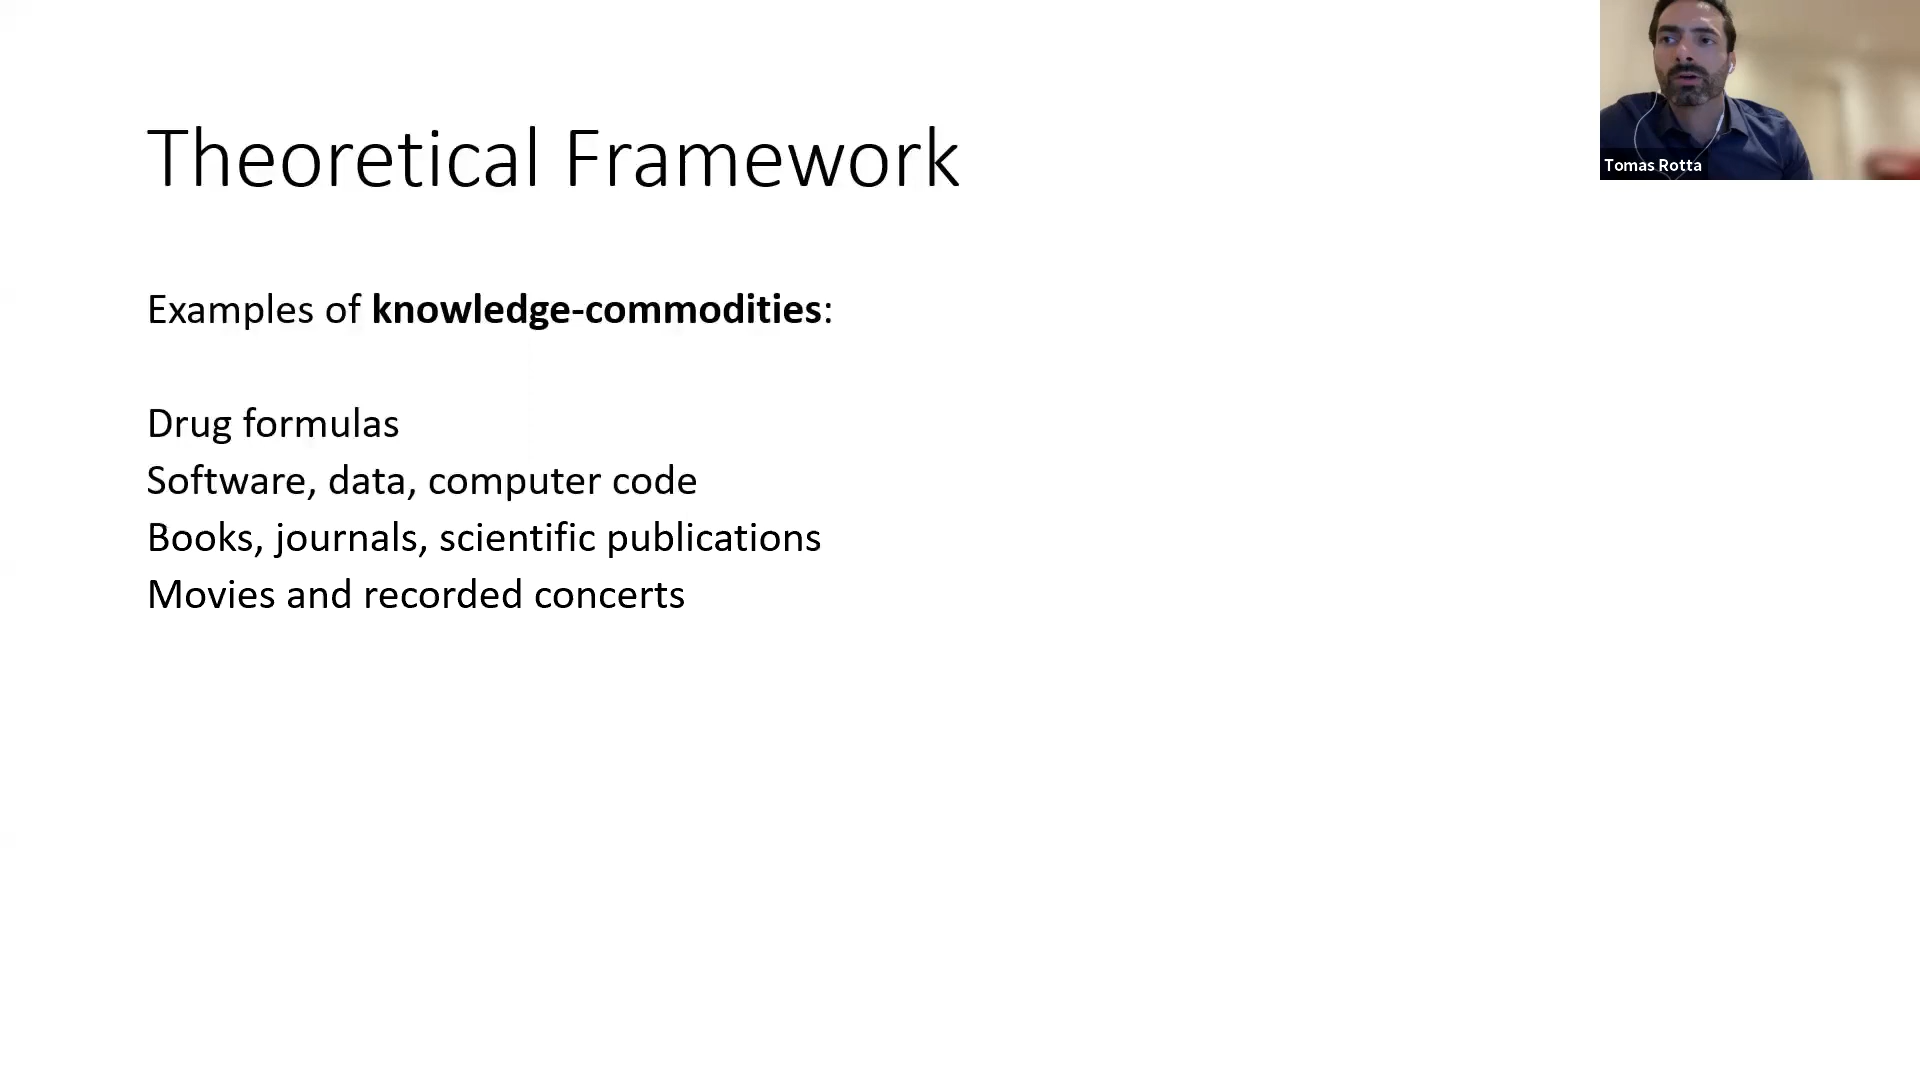 Theoretical Framework
Tomas Rotta
Examples of knowledge-commodities:
Drug formulas
Software, data, computer code
Books, journals, scientific publications
Movies and recorded concerts